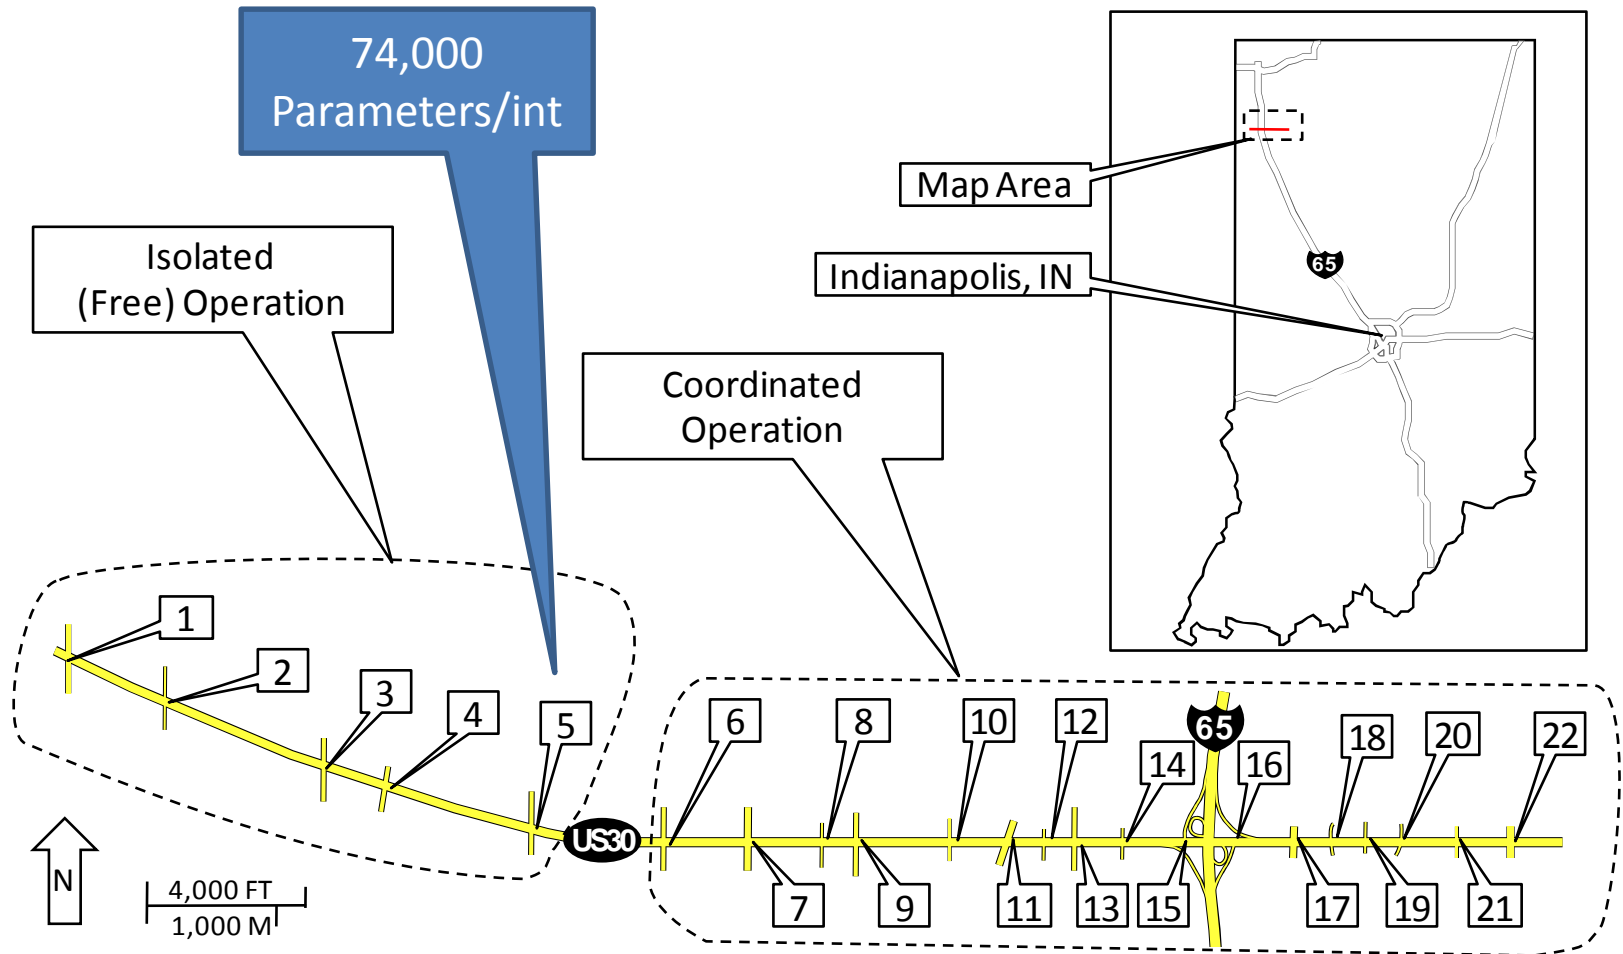 74,000
Parameters/int
Isolated
(Free) Operation
Coordinated
Operation
Map Area
Indianapolis, IN
65
1
2
3
4
5
6
8
10
12
14
65
16
18
20
22
US30
7
9
11
13
15
17
19
21
N
4,000 FT
1,000 M